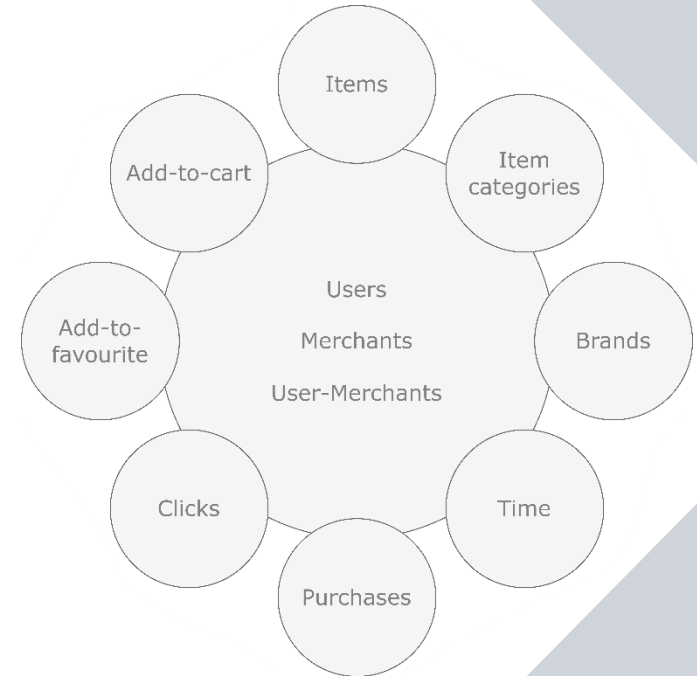 Items
Item
categories
Brands
Time
Purchases
Clicks
Add-to-
favourite
Add-to-cart
Users
Merchants
User-Merchants